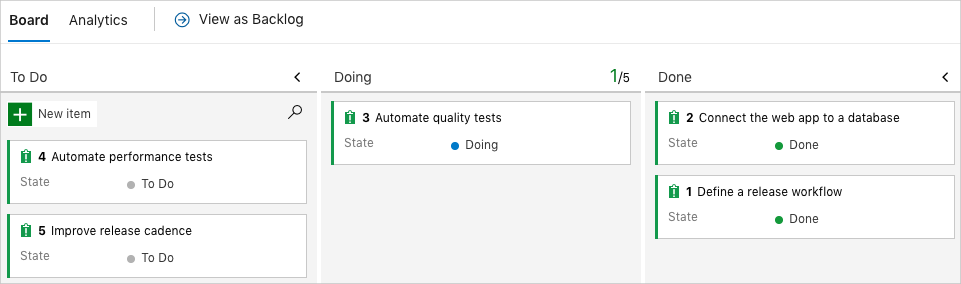 Board Analytics View as Backlog
To Do
New item
4 Automate performance tests
State To Do
5 Improve release cadence
State To Do
Doing 1/5
3 Automate quality tests
State Doing
Done
2 Connect the web app to a database
State Done
1 Define a release workflow
State Done